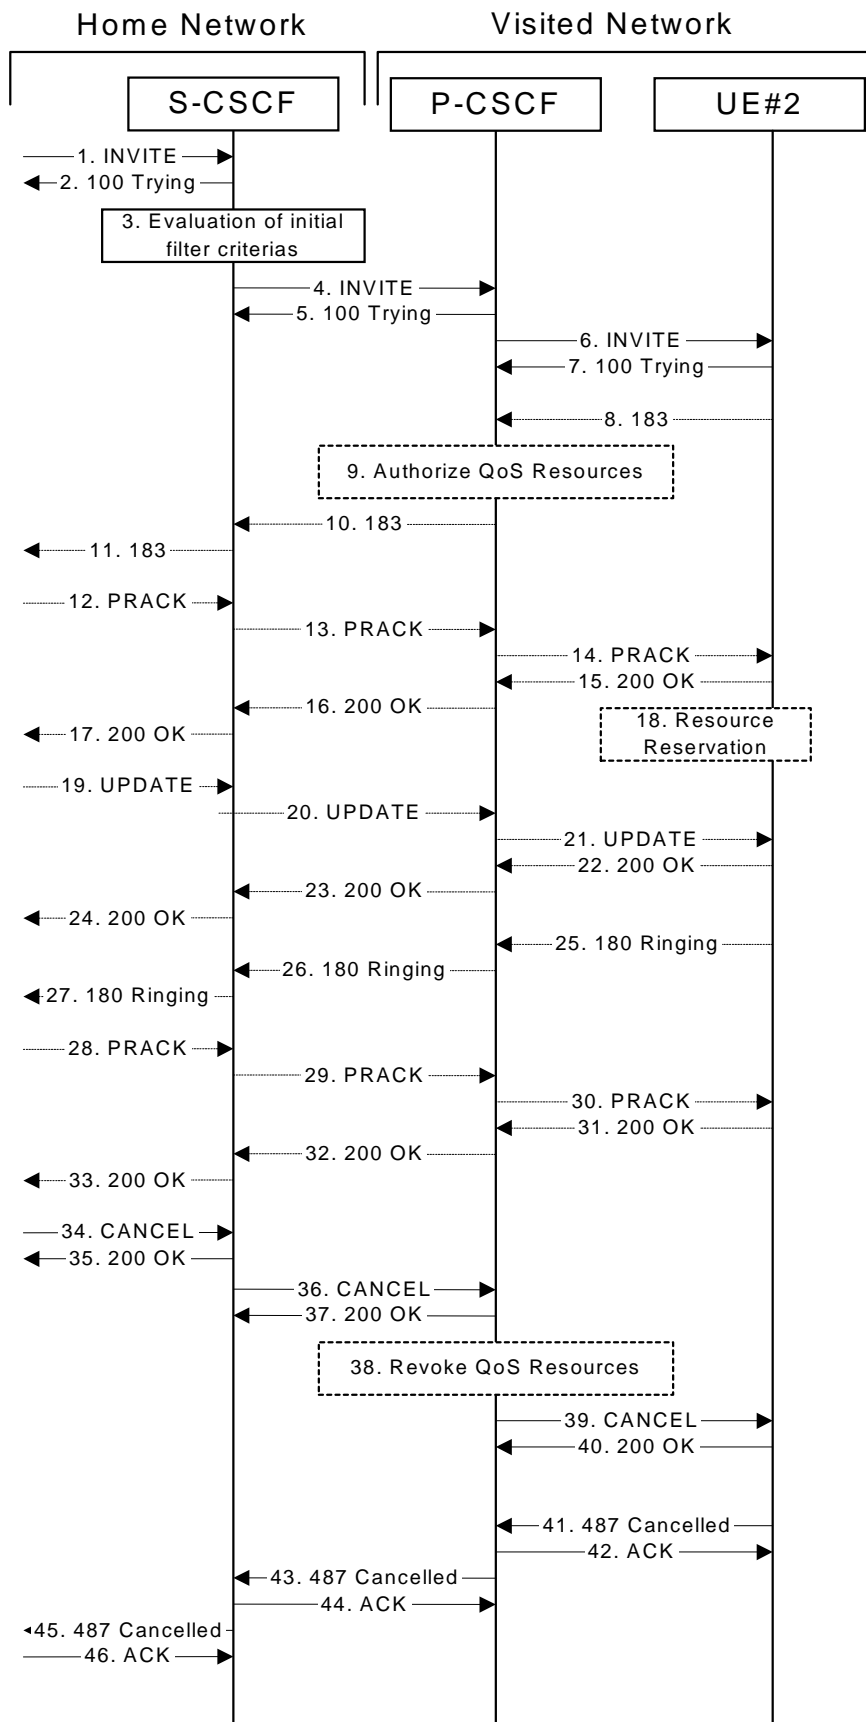 Home Network
Visited Network
S-CSCF
P-CSCF
UE#2
1. INVITE
2. 100 Trying
3. Evaluation of initial
filter criterias
4. INVITE
5. 100 Trying
6. INVITE
7. 100 Trying
8. 183
9. Authorize QoS Resources
10. 183
11. 183
12. PRACK
13. PRACK
14. PRACK
15. 200 OK
16. 200 OK
17. 200 OK
18. Resource
Reservation
19. UPDATE
20. UPDATE
21. UPDATE
22. 200 OK
23. 200 OK
24. 200 OK
25. 180 Ringing
26. 180 Ringing
27. 180 Ringing
28. PRACK
29. PRACK
30. PRACK
31. 200 OK
32. 200 OK
33. 200 OK
34. CANCEL
35. 200 OK
36. CANCEL
37. 200 OK
38. Revoke QoS Resources
39. CANCEL
40. 200 OK
41. 487 Cancelled
42. ACK
43. 487 Cancelled
44. ACK
45. 487 Cancelled
46. ACK